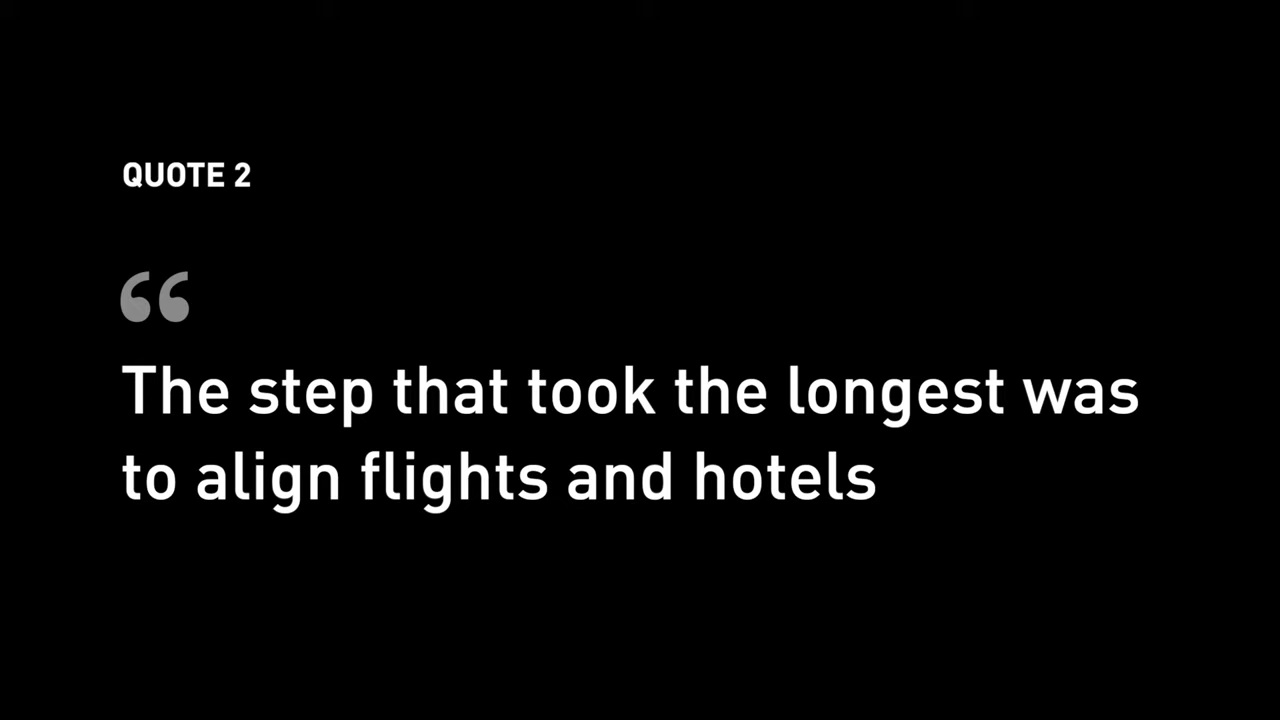 QUOTE 2
“
The step that took the longest was
to align flights and hotels